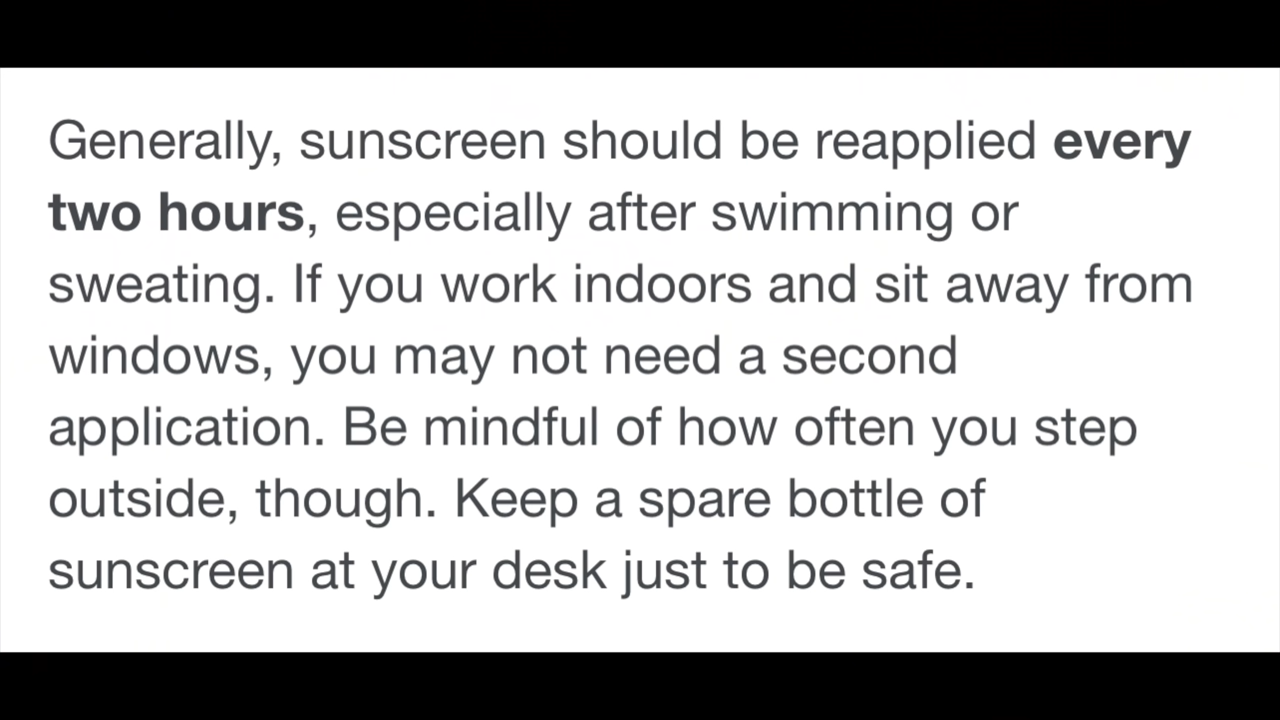 Generally, sunscreen should be reapplied every
two hours, especially after swimming or
sweating. If you work indoors and sit away from
windows, you may not need a second
application. Be mindful of how often you step
outside, though. Keep a spare bottle of
sunscreen at your desk just to be safe.